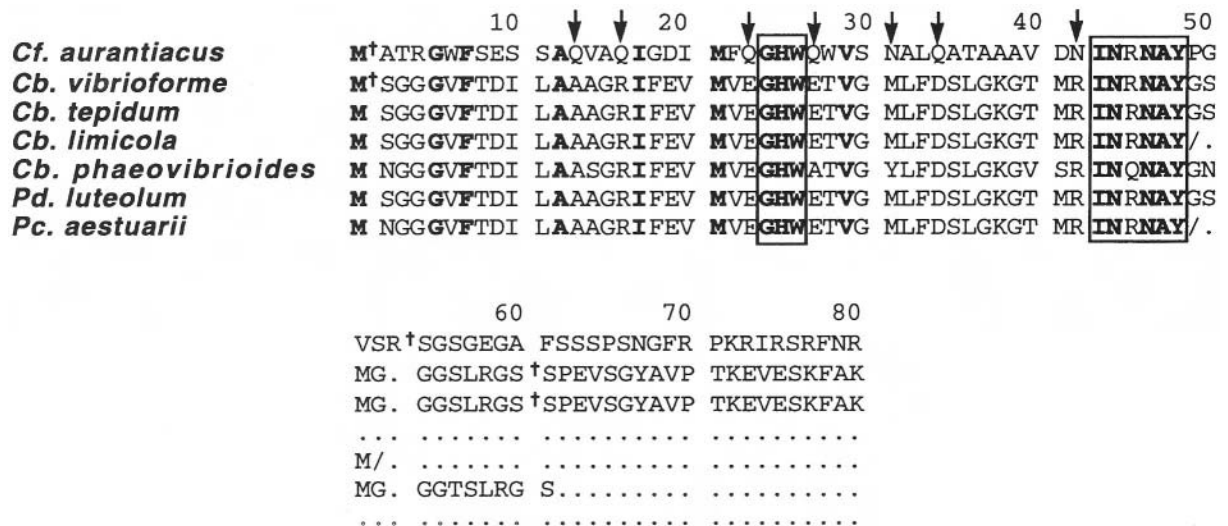 10 20 30 40 50
Cf. aurantiacus M†ATRGWFSES SAQVAQIGDI MFQGHWQWVS NALQATAAAV DNINRNAYPG
Cb. vibrioforme M†SGGGVFTDI LAAAGRIFEV MVEGHWETVG MLFDSLGKGT MRINRNAYGS
Cb. tepidum M SGGGVFTDI LAAAGRIFEV MVEGHWETVG MLFDSLGKGT MRINRNAYGS
Cb. limicola M SGGGVFTDI LAAAGRIFEV MVEGHWETVG MLFDSLGKGT MRINRNAY/.
Cb. phaeovibrioides M NGGGVFTDI LAASGRIFEV MVEGHWATVG YLFDSLGKGV SRINQNAYGN
Pd. luteolum M SGGGVFTDI LAAAGRIFEV MVEGHWETVG MLFDSLGKGT MRINRNAYGS
Pc. aestuarii M NGGGVFTDI LAAAGRIFEV MVEGHWETVG MLFDSLGKGT MRINRNAY/.
60 70 80
VSR†SGSGEGA FSSSPSNGFR PKRIRSRFNR
MG. GGSLRGS†SPEVSGYAVP TKEVESKFAK
MG. GGSLRGS†SPEVSGYAVP TKEVESKFAK
... ....... .......... ..........
M/. ....... .......... ..........
MG. GGTSLRG S......... ..........
... ....... .......... ..........